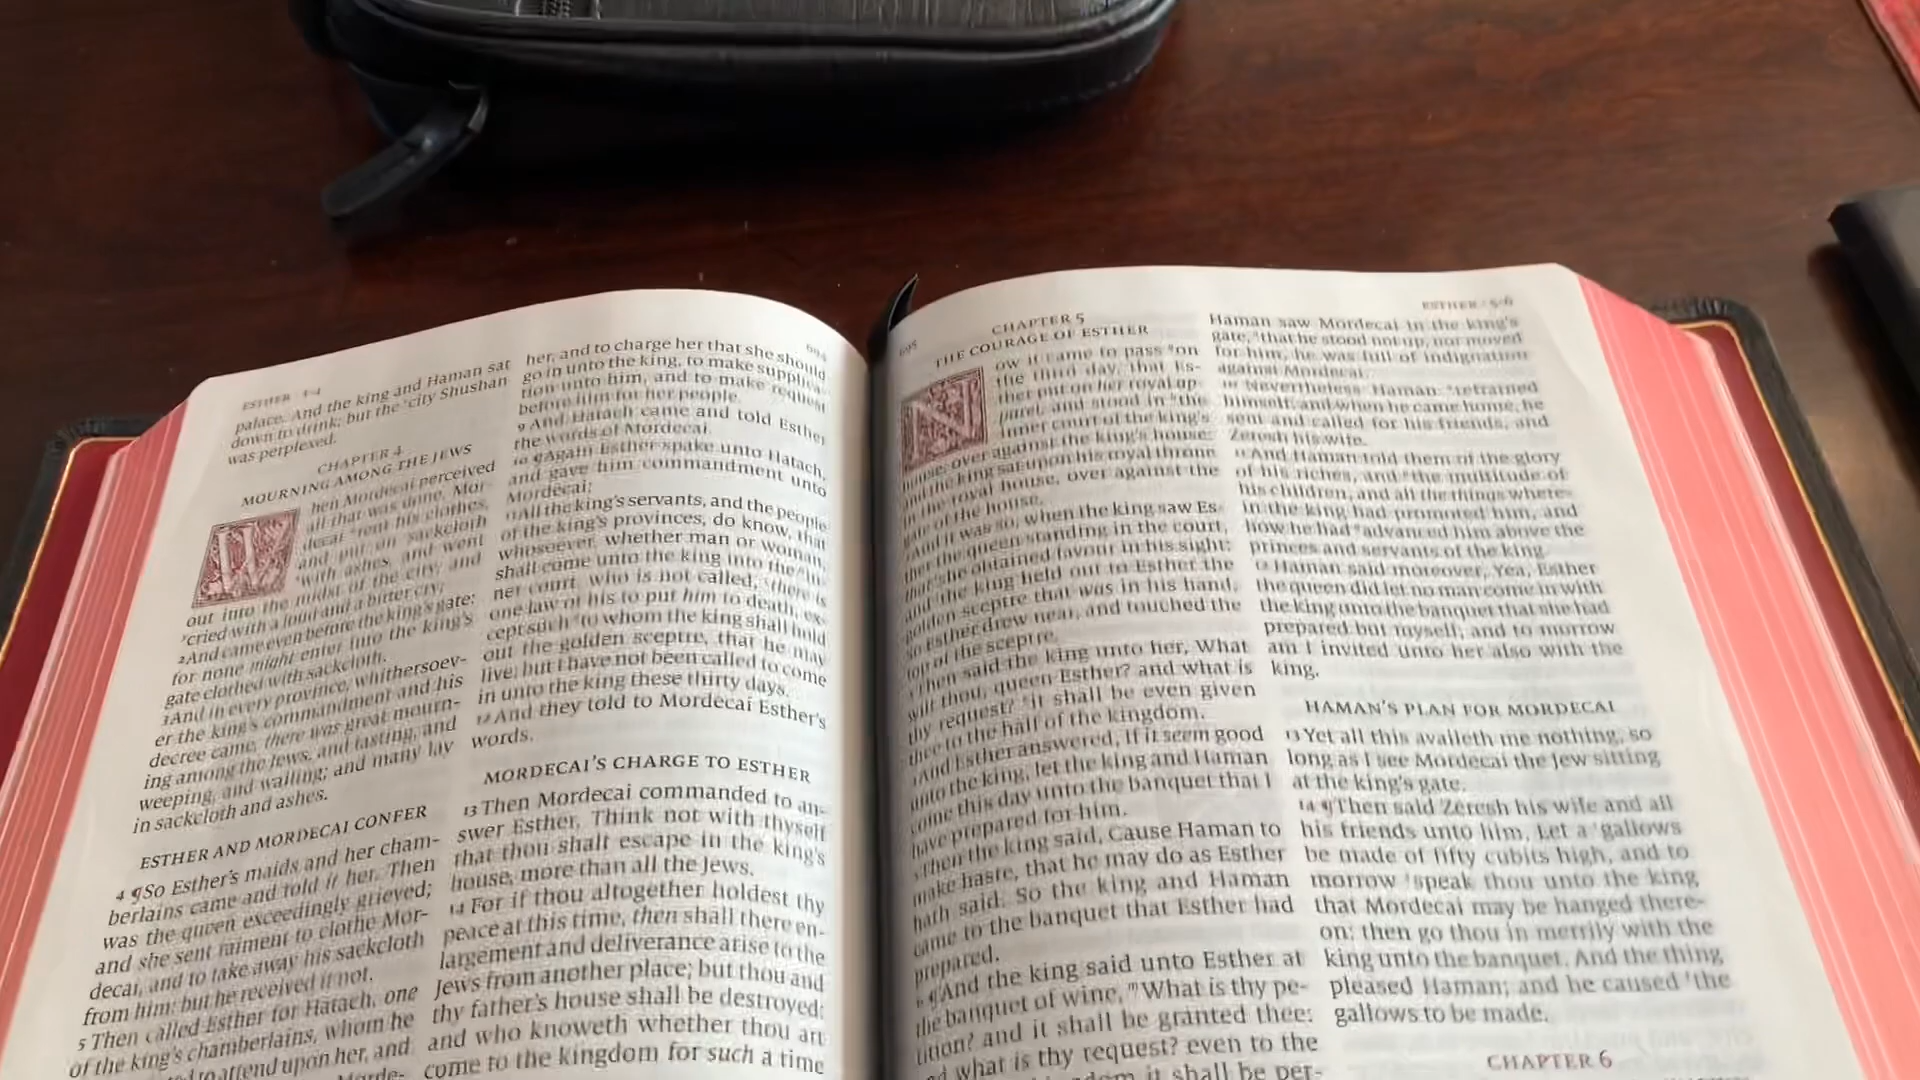 ESTHER 3-4
palace. And the king and Haman sat
down to drink; but the city Shushan
was perplexed.
CHAPTER 4
MOURNING AMONG THE JEWS
When Mordecai perceived
all that was done, Mor-
decai rent his clothes,
and put on sackcloth
with ashes, and went
out into the midst of the city, and
cried with a loud and a bitter cry;
2 And came even before the king's gate:
for none might enter into the king's
gate clothed with sackcloth.
3 And in every province, whithersoev-
er the king's commandment and his
decree came, there was great mourn-
ing among the Jews, and fasting, and
weeping, and wailing; and many lay
in sackcloth and ashes.
ESTHER AND MORDECAI CONFER
4 ¶So Esther's maids and her cham-
berlains came and told it her. Then
was the queen exceedingly grieved;
and she sent raiment to clothe Mor-
decai, and to take away his sackcloth
from him: but he received it not.
5 Then called Esther for Hatach, one
of the king's chamberlains, whom he
to attend upon her, and
694
her, and to charge her that she should
go in unto the king, to make supplica-
tion unto him, and to make request
before him for her people.
9 And Hatach came and told Esther
the words of Mordecai.
10 ¶Again Esther spake unto Hatach,
and gave him commandment unto
Mordecai;
11 All the king's servants, and the people
of the king's provinces, do know, that
whosoever, whether man or woman,
shall come unto the king into the in-
ner court, who is not called, there is
one law of his to put him to death, ex-
cept such to whom the king shall hold
out the golden sceptre, that he may
live: but I have not been called to come
in unto the king these thirty days.
12 And they told to Mordecai Esther's
words.
MORDECAI'S CHARGE TO ESTHER
13 Then Mordecai commanded to an-
swer Esther, Think not with thyself
that thou shalt escape in the king's
house, more than all the Jews.
14 For if thou altogether holdest thy
peace at this time, then shall there en-
largement and deliverance arise to the
Jews from another place; but thou and
thy father's house shall be destroyed:
and who knoweth whether thou art
come to the kingdom for such a time
695
CHAPTER 5
THE COURAGE OF ESTHER
Now it came to pass on
the third day, that Es-
ther put on her royal ap-
parel, and stood in the
inner court of the king's
house, over against the king's house:
and the king sat upon his royal throne
in the royal house, over against the
gate of the house.
And it was so, when the king saw Es-
ther the queen standing in the court,
that she obtained favour in his sight:
and the king held out to Esther the
golden sceptre that was in his hand.
So Esther drew near, and touched the
top of the sceptre.
Then said the king unto her, What
wilt thou, queen Esther? and what is
thy request? it shall be even given
thee to the half of the kingdom.
And Esther answered, If it seem good
unto the king, let the king and Haman
come this day unto the banquet that I
have prepared for him.
Then the king said, Cause Haman to
make haste, that he may do as Esther
hath said. So the king and Haman
came to the banquet that Esther had
prepared.
6 ¶And the king said unto Esther at
the banquet of wine, What is thy pe-
tition? and it shall be granted thee:
and what is thy request? even to the
it shall be per-
ESTHER 5-6
Haman saw Mordecai in the king's
gate, that he stood not up, nor moved
for him, he was full of indignation
against Mordecai.
10 Nevertheless Haman refrained
himself: and when he came home, he
sent and called for his friends, and
Zeresh his wife.
11 And Haman told them of the glory
of his riches, and the multitude of
his children, and all the things where-
in the king had promoted him, and
how he had advanced him above the
princes and servants of the king.
12 Haman said moreover, Yea, Esther
the queen did let no man come in with
the king unto the banquet that she had
prepared but myself; and to morrow
am I invited unto her also with the
king.
HAMAN'S PLAN FOR MORDECAI
13 Yet all this availeth me nothing, so
long as I see Mordecai the Jew sitting
at the king's gate.
14 ¶Then said Zeresh his wife and all
his friends unto him, Let a gallows
be made of fifty cubits high, and to
morrow speak thou unto the king
that Mordecai may be hanged there-
on: then go thou in merrily with the
king unto the banquet. And the thing
pleased Haman; and he caused the
gallows to be made.
CHAPTER 6